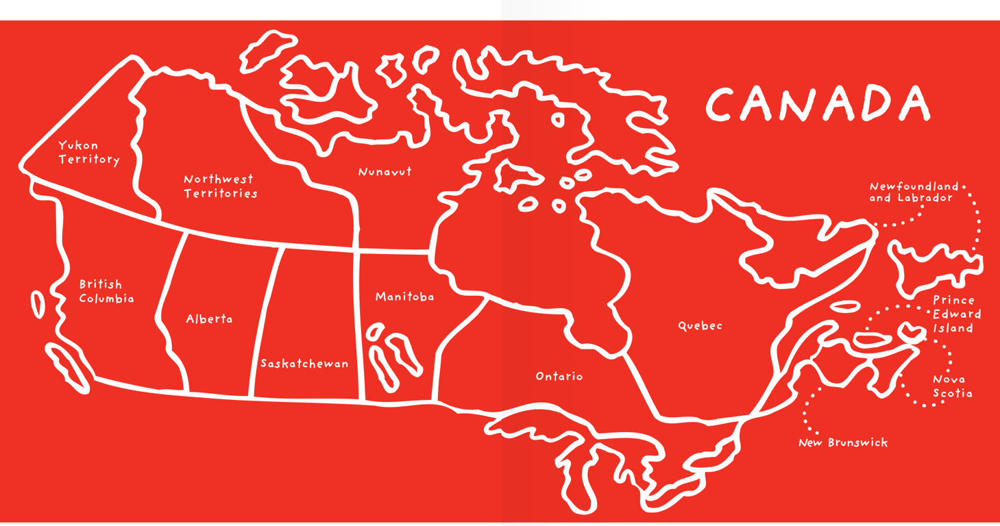 CANADA
Yukon
Territory
Northwest
Territories
Nunavut
Newfoundland
and Labrador
British
Columbia
Alberta
Saskatchewan
Manitoba
Ontario
Quebec
Prince
Edward
Island
Nova
Scotia
New Brunswick